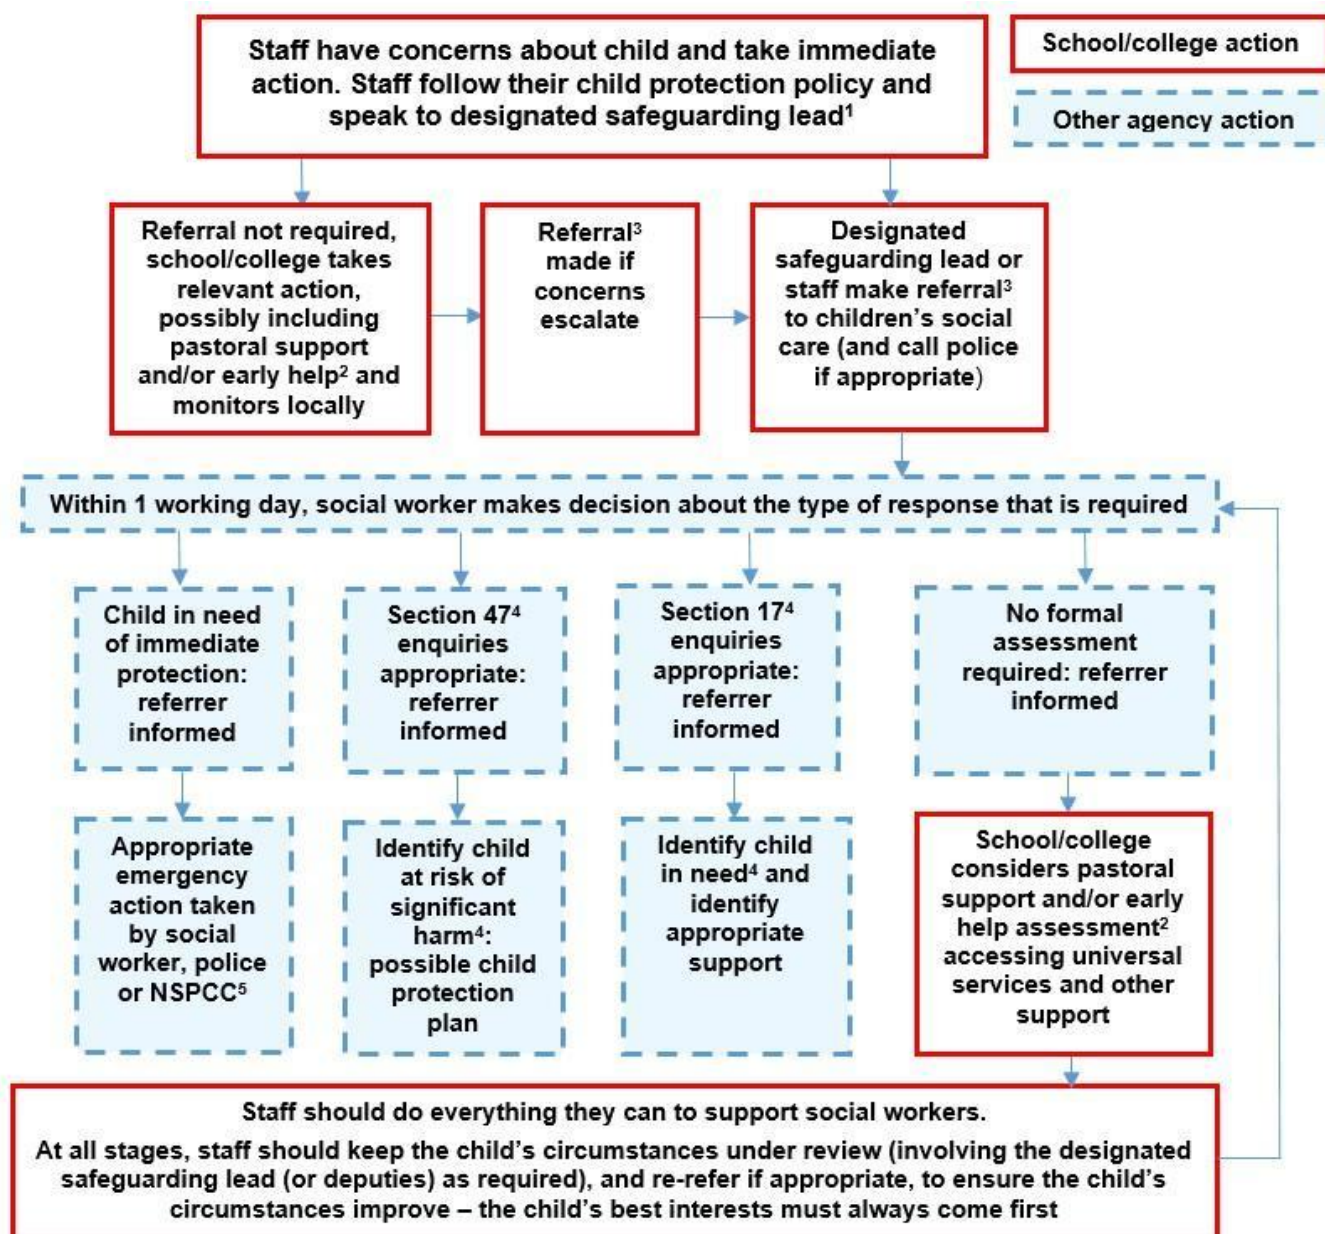 Staff have concerns about child and take immediate
action. Staff follow their child protection policy and
speak to designated safeguarding lead¹
School/college action
Other agency action
Referral not required,
school/college takes
relevant action,
possibly including
pastoral support
and/or early help² and
monitors locally
Referral³
made if
concerns
escalate
Designated
safeguarding lead or
staff make referral³
to children’s social
care (and call police
if appropriate)
Within 1 working day, social worker makes decision about the type of response that is required
Child in need
of immediate
protection:
referrer
informed
Section 47⁴
enquiries
appropriate:
referrer
informed
Section 17⁴
enquiries
appropriate:
referrer
informed
No formal
assessment
required: referrer
informed
Appropriate
emergency
action taken
by social
worker, police
or NSPCC⁵
Identify child
at risk of
significant
harm⁴:
possible child
protection
plan
Identify child
in need⁴ and
identify
appropriate
support
School/college
considers pastoral
support and/or early
help assessment²
accessing universal
services and other
support
Staff should do everything they can to support social workers.
At all stages, staff should keep the child’s circumstances under review (involving the designated
safeguarding lead (or deputies) as required), and re-refer if appropriate, to ensure the child’s
circumstances improve – the child’s best interests must always come first